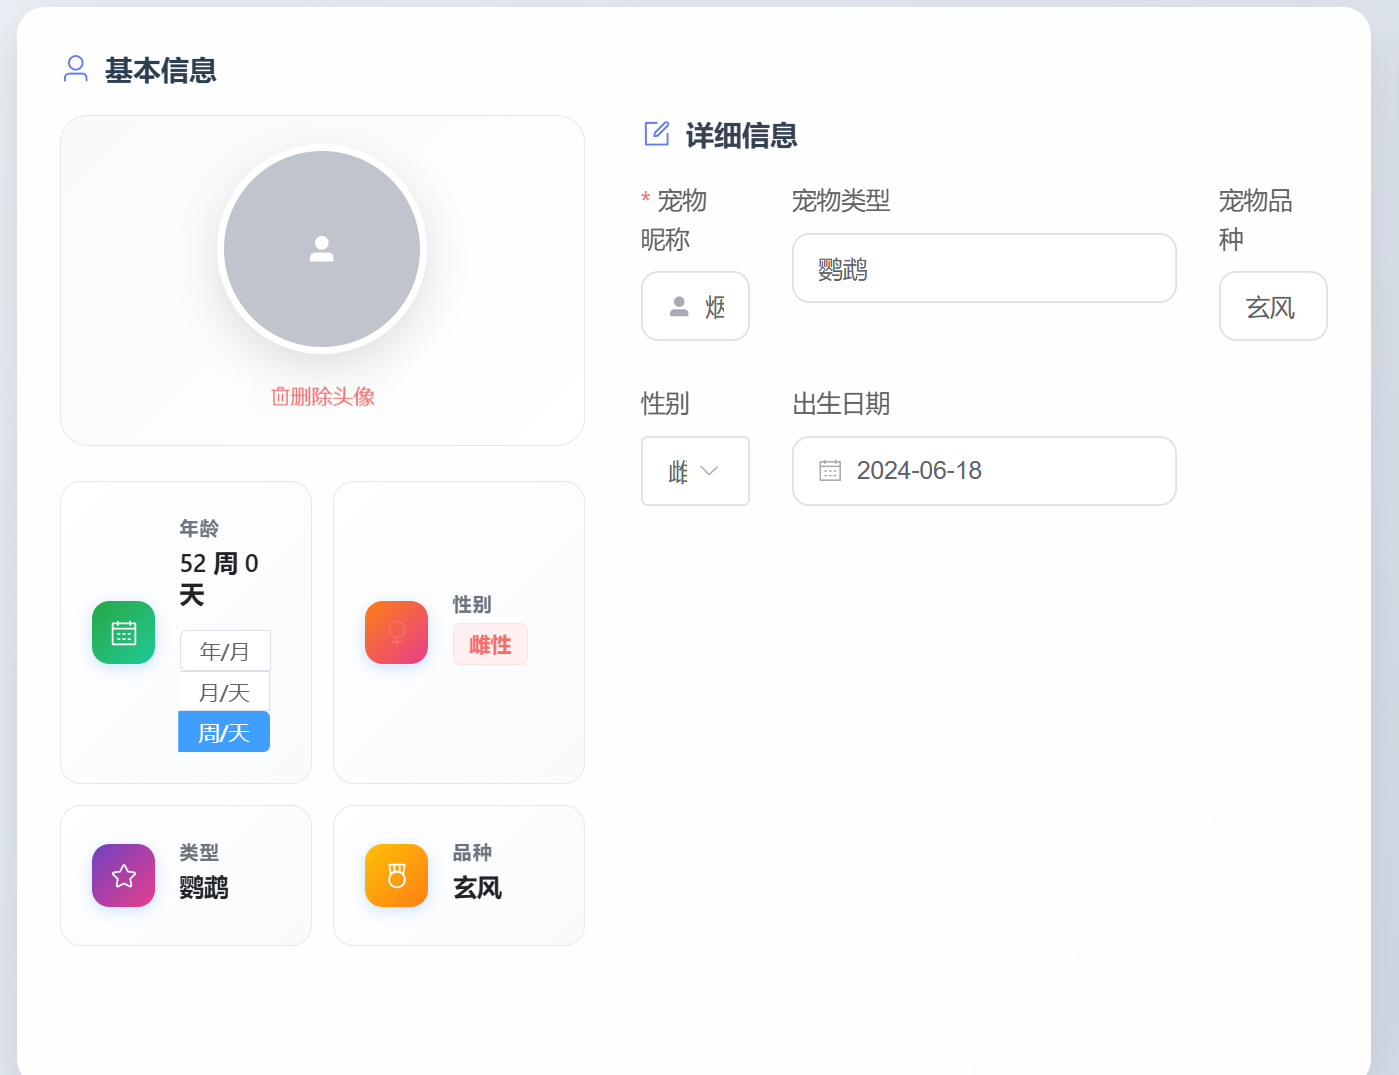 基本信息
删除头像
年龄
52 周 0
天
年/月
月/天
周/天
性别
雌性
类型
鹦鹉
品种
玄风
详细信息
* 宠物
昵称
烟
宠物类型
鹦鹉
宠物品
种
玄风
性别
雌
出生日期
2024-06-18